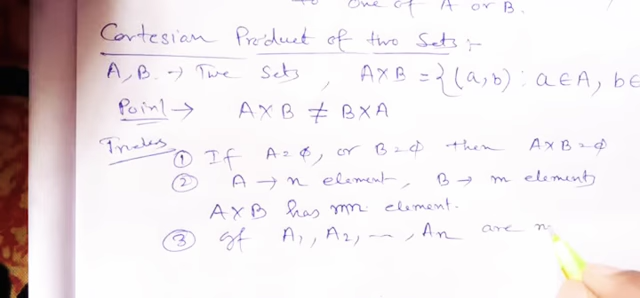 to one of A or B.
Cartesian Product of two Sets :-
A, B → Two Sets , A×B = {(a,b) : a∈A, b∈
Point → A×B ≠ B×A
① If A=ϕ, or B=ϕ then A×B=ϕ
② A → n element, B → m elements
A×B has mn element.
③ If A₁, A₂, ---, An are n